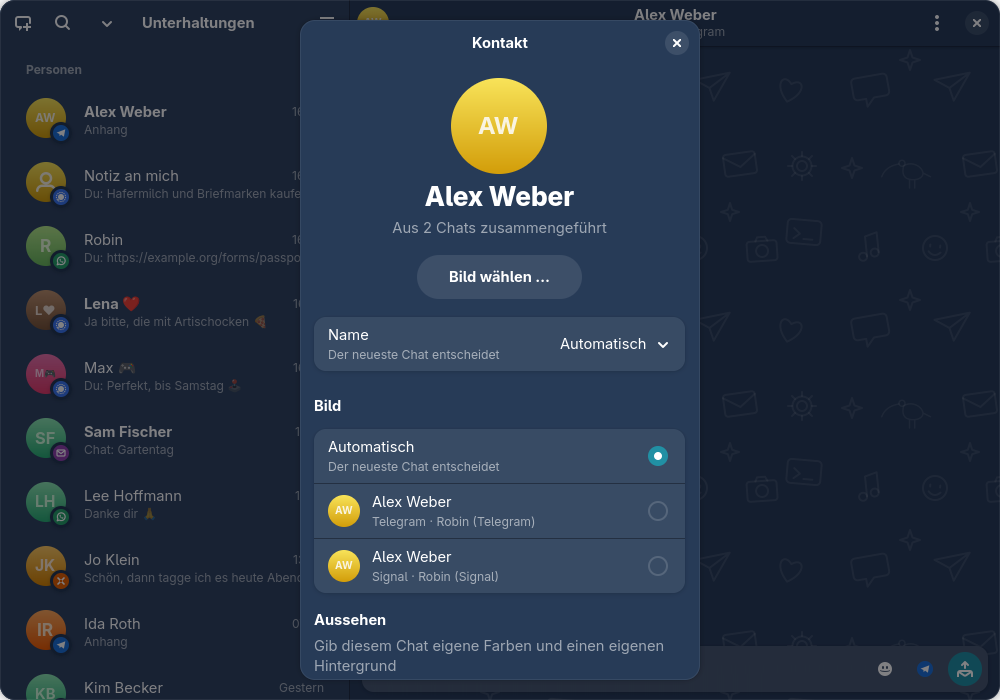 Unterhaltungen
Alex Weber
Personen
AW
Alex Weber
Anhang
Notiz an mich
Du: Hafermilch und Briefmarken kaufe
Robin
R
Du: https://example.org/forms/passpo
Lena ❤️
L❤
Ja bitte, die mit Artischocken 🍕
Max 🎮
M🎮
Du: Perfekt, bis Samstag 🕹️
Sam Fischer
SF
Chat: Gartentag
Lee Hoffmann
LH
Danke dir 🙏
Jo Klein
JK
Schön, dann tagge ich es heute Abend
Ida Roth
IR
Anhang
Kim Becker
Gestern
KB
Kontakt
AW
Alex Weber
Aus 2 Chats zusammengeführt
Bild wählen …
Name
Der neueste Chat entscheidet
Automatisch
Bild
Automatisch
Der neueste Chat entscheidet
AW
Alex Weber
Telegram · Robin (Telegram)
AW
Alex Weber
Signal · Robin (Signal)
Aussehen
Gib diesem Chat eigene Farben und einen eigenen
Hintergrund